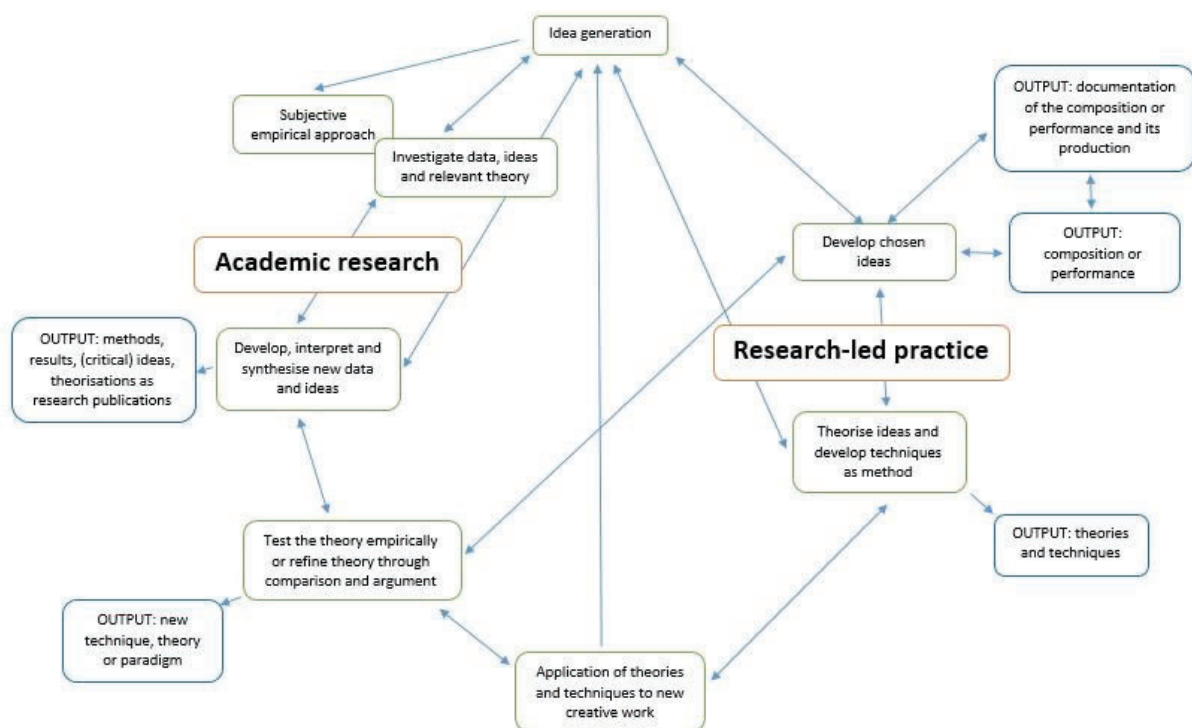 Idea generation
Subjective
empirical approach
Investigate data, ideas
and relevant theory
Academic research
OUTPUT: methods,
results, (critical) ideas,
theorisations as
research publications
Develop, interpret and
synthesise new data
and ideas
Test the theory empirically
or refine theory through
comparison and argument
OUTPUT: new
technique, theory
or paradigm
Application of theories
and techniques to new
creative work
OUTPUT: documentation
of the composition or
performance and its
production
Develop chosen
ideas
OUTPUT:
composition or
performance
Research-led practice
Theorise ideas and
develop techniques
as method
OUTPUT: theories
and techniques